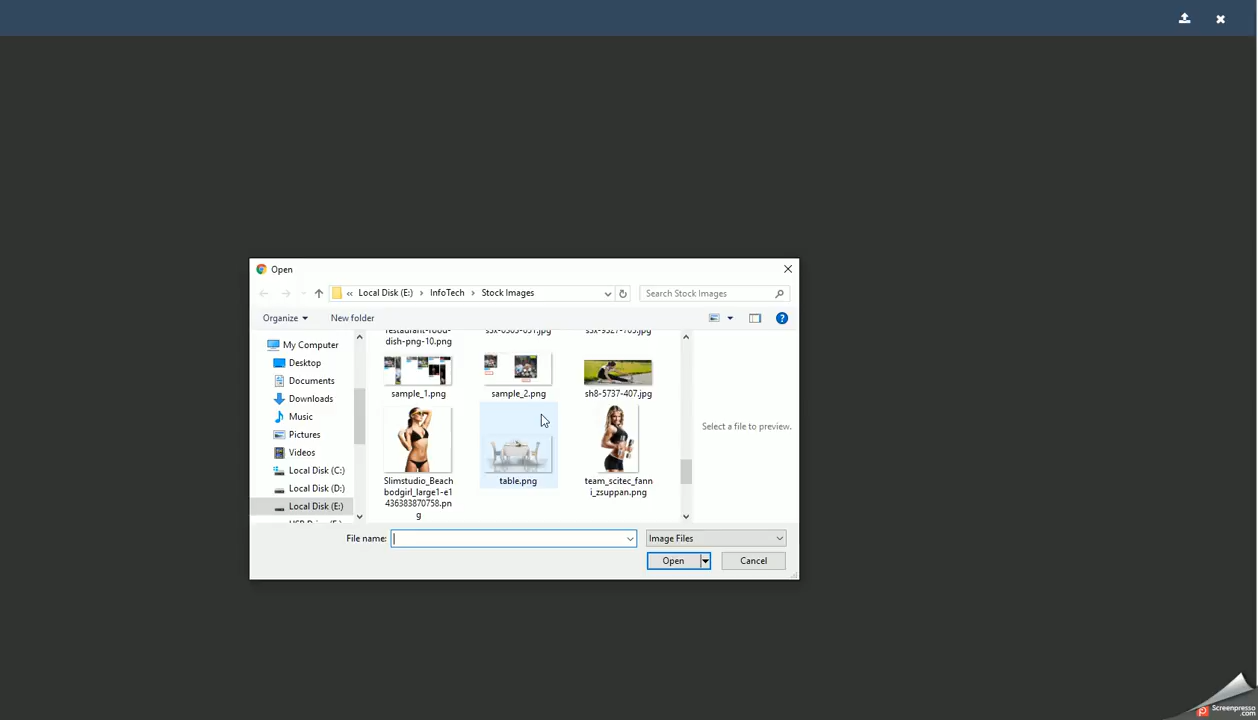 Open
‹‹ Local Disk (E:) › InfoTech › Stock Images
Search Stock Images
Organize
New folder
My Computer
Desktop
Documents
Downloads
Music
Pictures
Videos
Local Disk (C:)
Local Disk (D:)
Local Disk (E:)
dish-png-10.png
sample_1.png
sample_2.png
sh8-5737-407.jpg
Slimstudio_Beach
bodgirl_large1-e1
436383870758.pn
g
table.png
team_scitec_fann
i_zsuppan.png
Select a file to preview.
File name:
Image Files
Open
Cancel
Screenpresso
.com